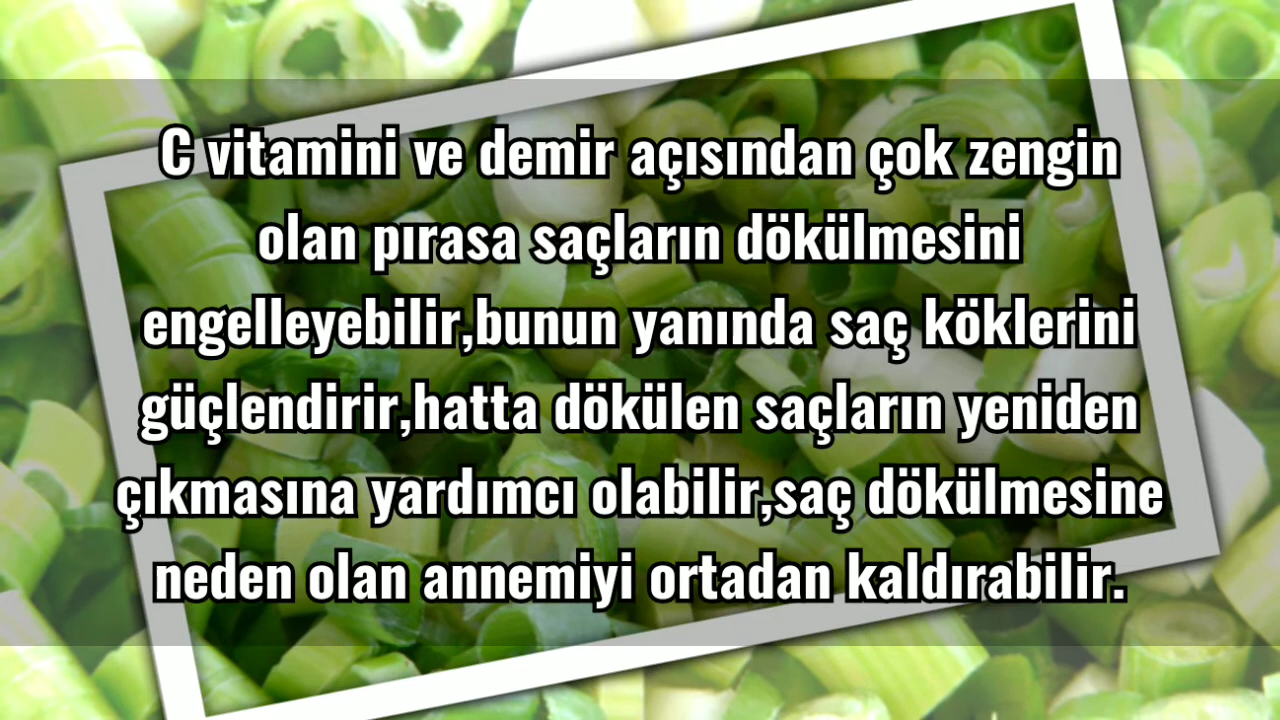 C vitamini ve demir açısından çok zengin
olan pırasa saçların dökülmesini
engelleyebilir,bunun yanında saç köklerini
güçlendirir,hatta dökülen saçların yeniden
çıkmasına yardımcı olabilir,saç dökülmesine
neden olan annemiyi ortadan kaldırabilir.